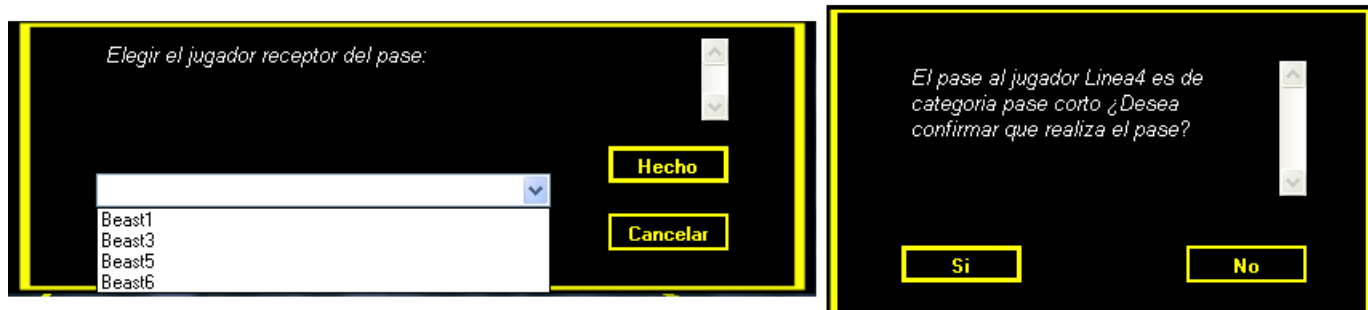 Elegir el jugador receptor del pase:
Hecho
Beast1
Beast3
Beast5
Beast6
Cancelar
El pase al jugador Linea4 es de
categoria pase corto ¿Desea
confirmar que realiza el pase?
Si
No